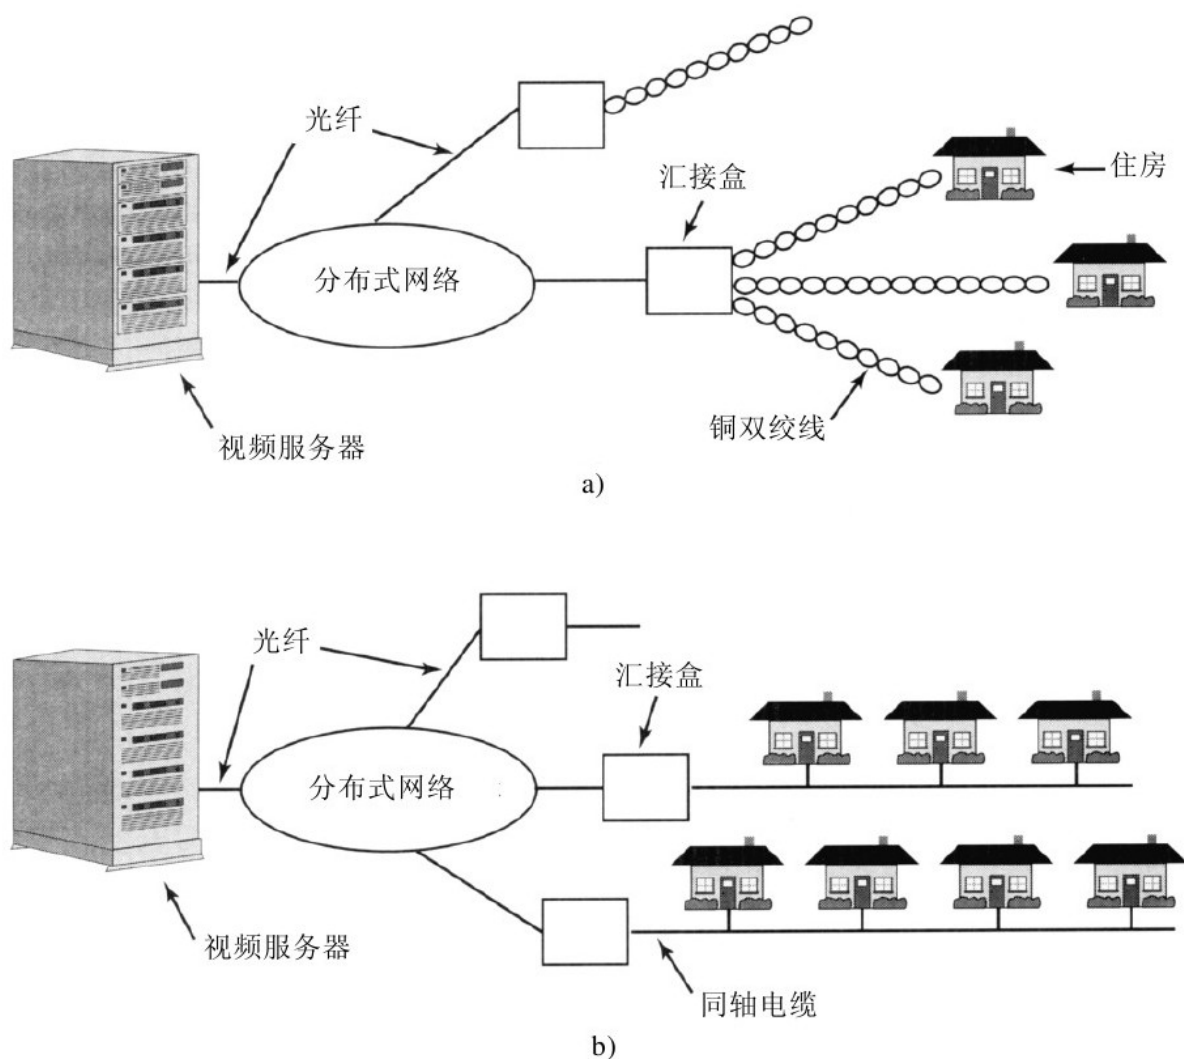 光纤
住房
汇接盒
分布式网络
铜双绞线
视频服务器
a)
光纤
汇接盒
分布式网络
视频服务器
同轴电缆
b)